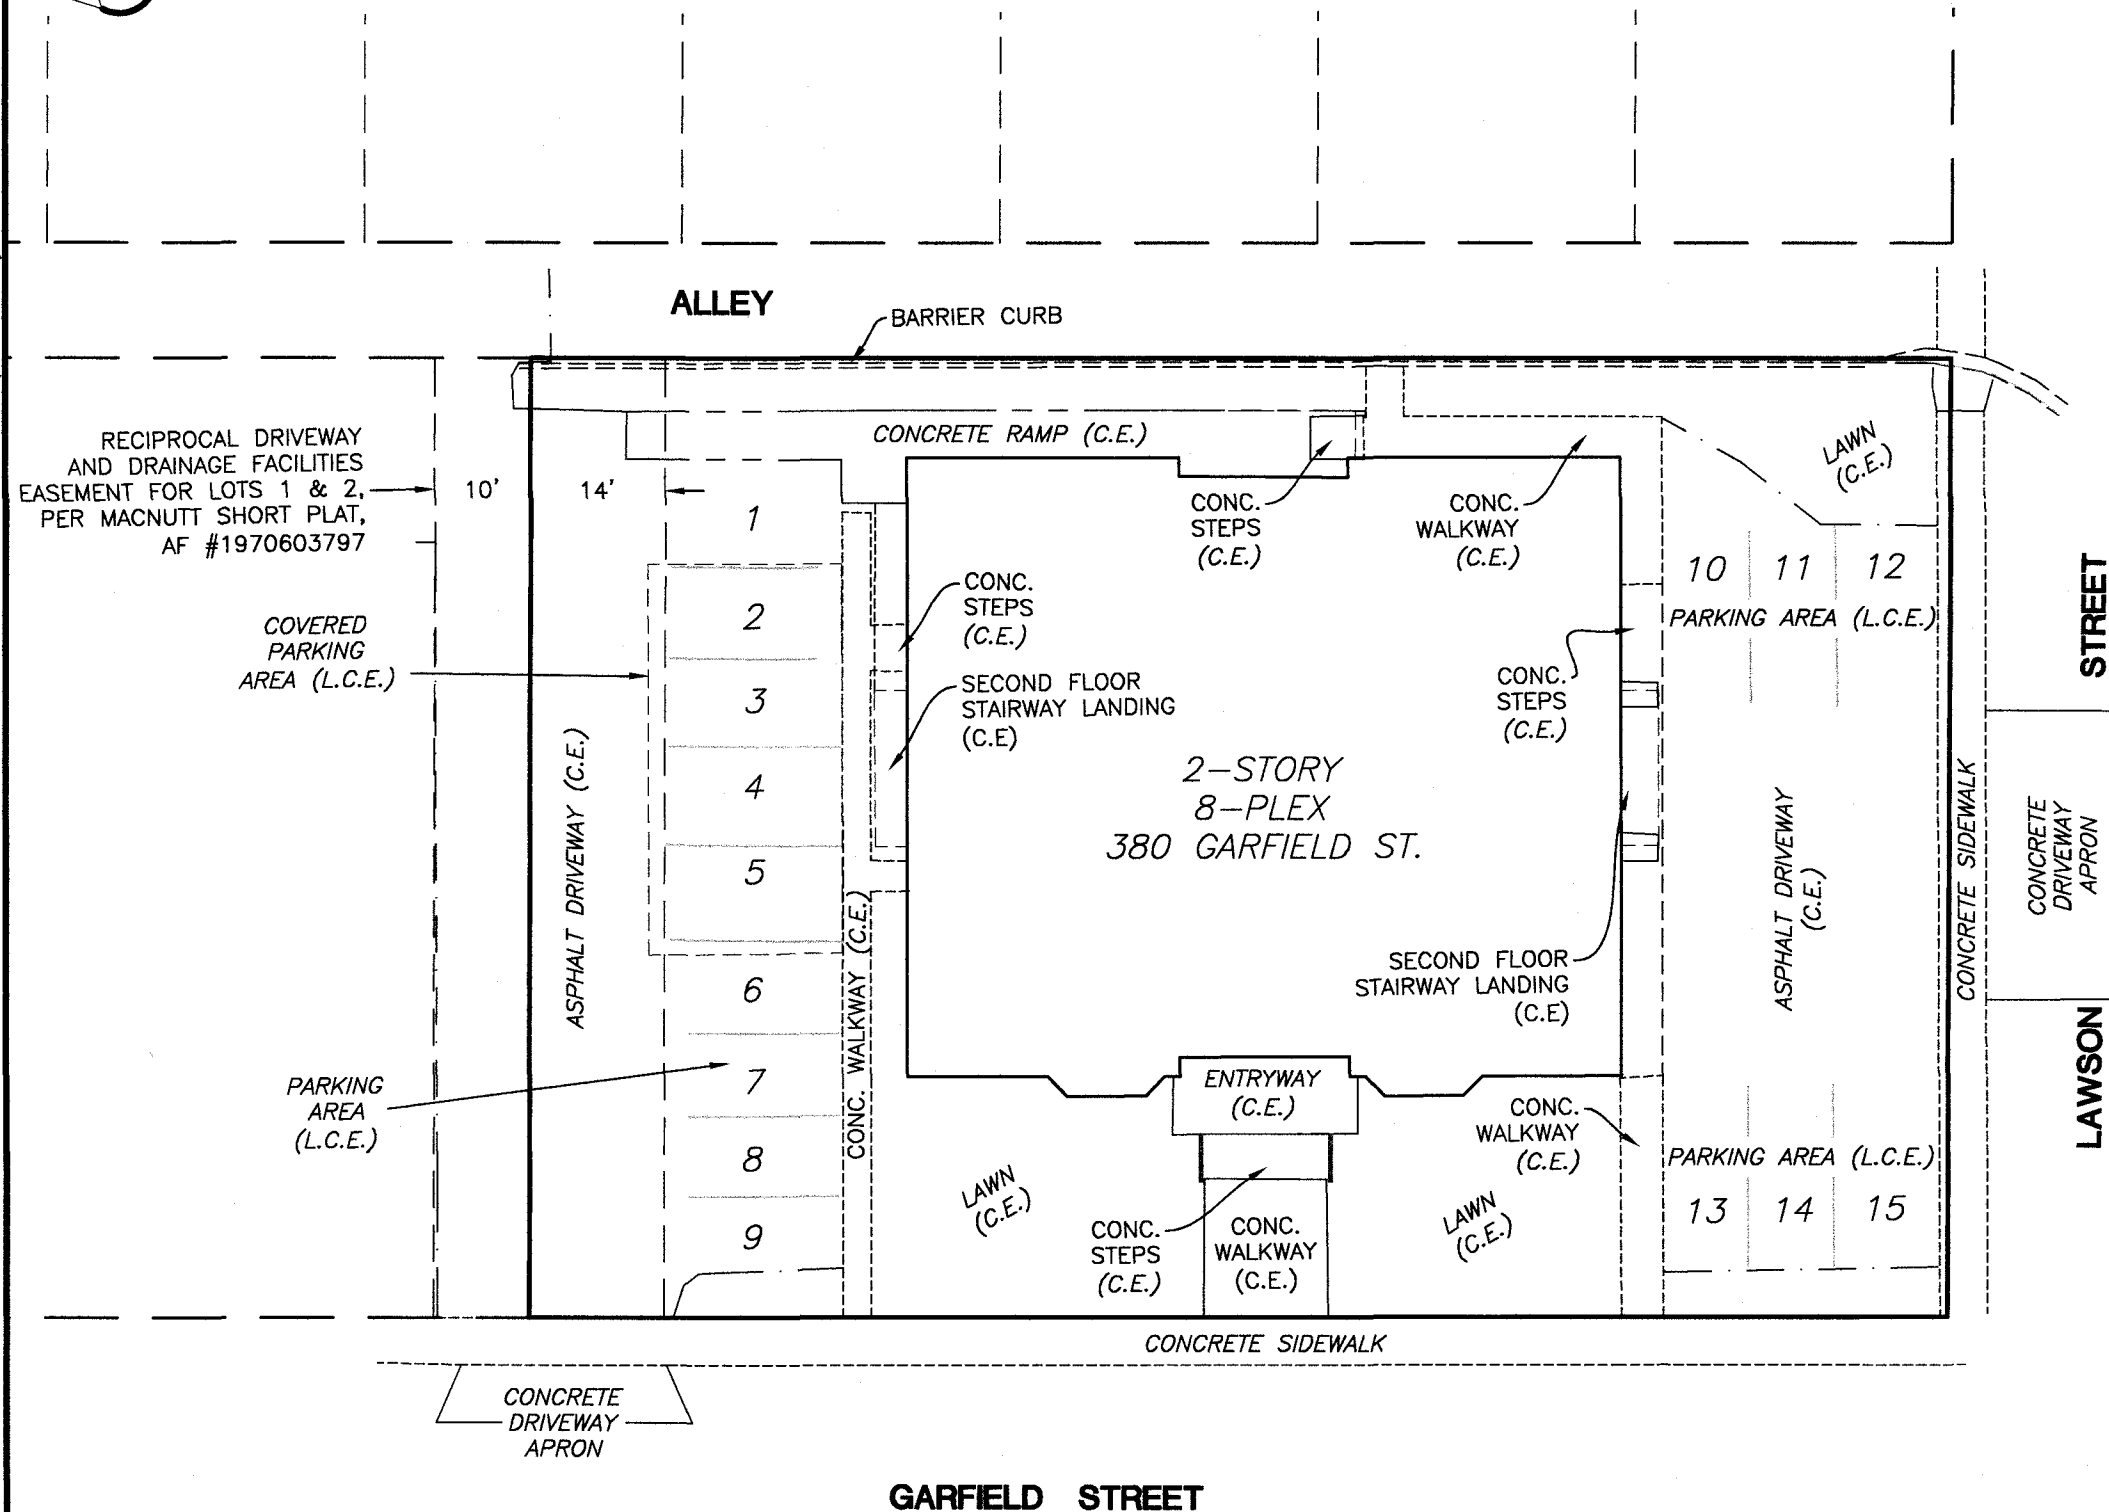 ALLEY
BARRIER CURB
RECIPROCAL DRIVEWAY
AND DRAINAGE FACILITIES
EASEMENT FOR LOTS 1 & 2,
PER MACNUTT SHORT PLAT,
AF #1970603797
10'
14'
CONCRETE RAMP (C.E.)
LAWN
(C.E.)
1
CONC.
STEPS
(C.E.)
CONC.
WALKWAY
(C.E.)
10
11
12
PARKING AREA (L.C.E.)
STREET
COVERED
PARKING
AREA (L.C.E.)
2
CONC.
STEPS
(C.E.)
3
SECOND FLOOR
STAIRWAY LANDING
(C.E)
CONC.
STEPS
(C.E.)
4
2-STORY
8-PLEX
380 GARFIELD ST.
5
ASPHALT DRIVEWAY (C.E.)
CONC. WALKWAY (C.E.)
ASPHALT DRIVEWAY
(C.E.)
CONCRETE SIDEWALK
CONCRETE
DRIVEWAY
APRON
SECOND FLOOR
STAIRWAY LANDING
(C.E)
6
LAWSON
PARKING
AREA
(L.C.E.)
7
ENTRYWAY
(C.E.)
CONC.
WALKWAY
(C.E.)
8
PARKING AREA (L.C.E.)
13
14
15
9
LAWN
(C.E.)
CONC.
STEPS
(C.E.)
CONC.
WALKWAY
(C.E.)
LAWN
(C.E.)
CONCRETE SIDEWALK
CONCRETE
DRIVEWAY
APRON
GARFIELD STREET